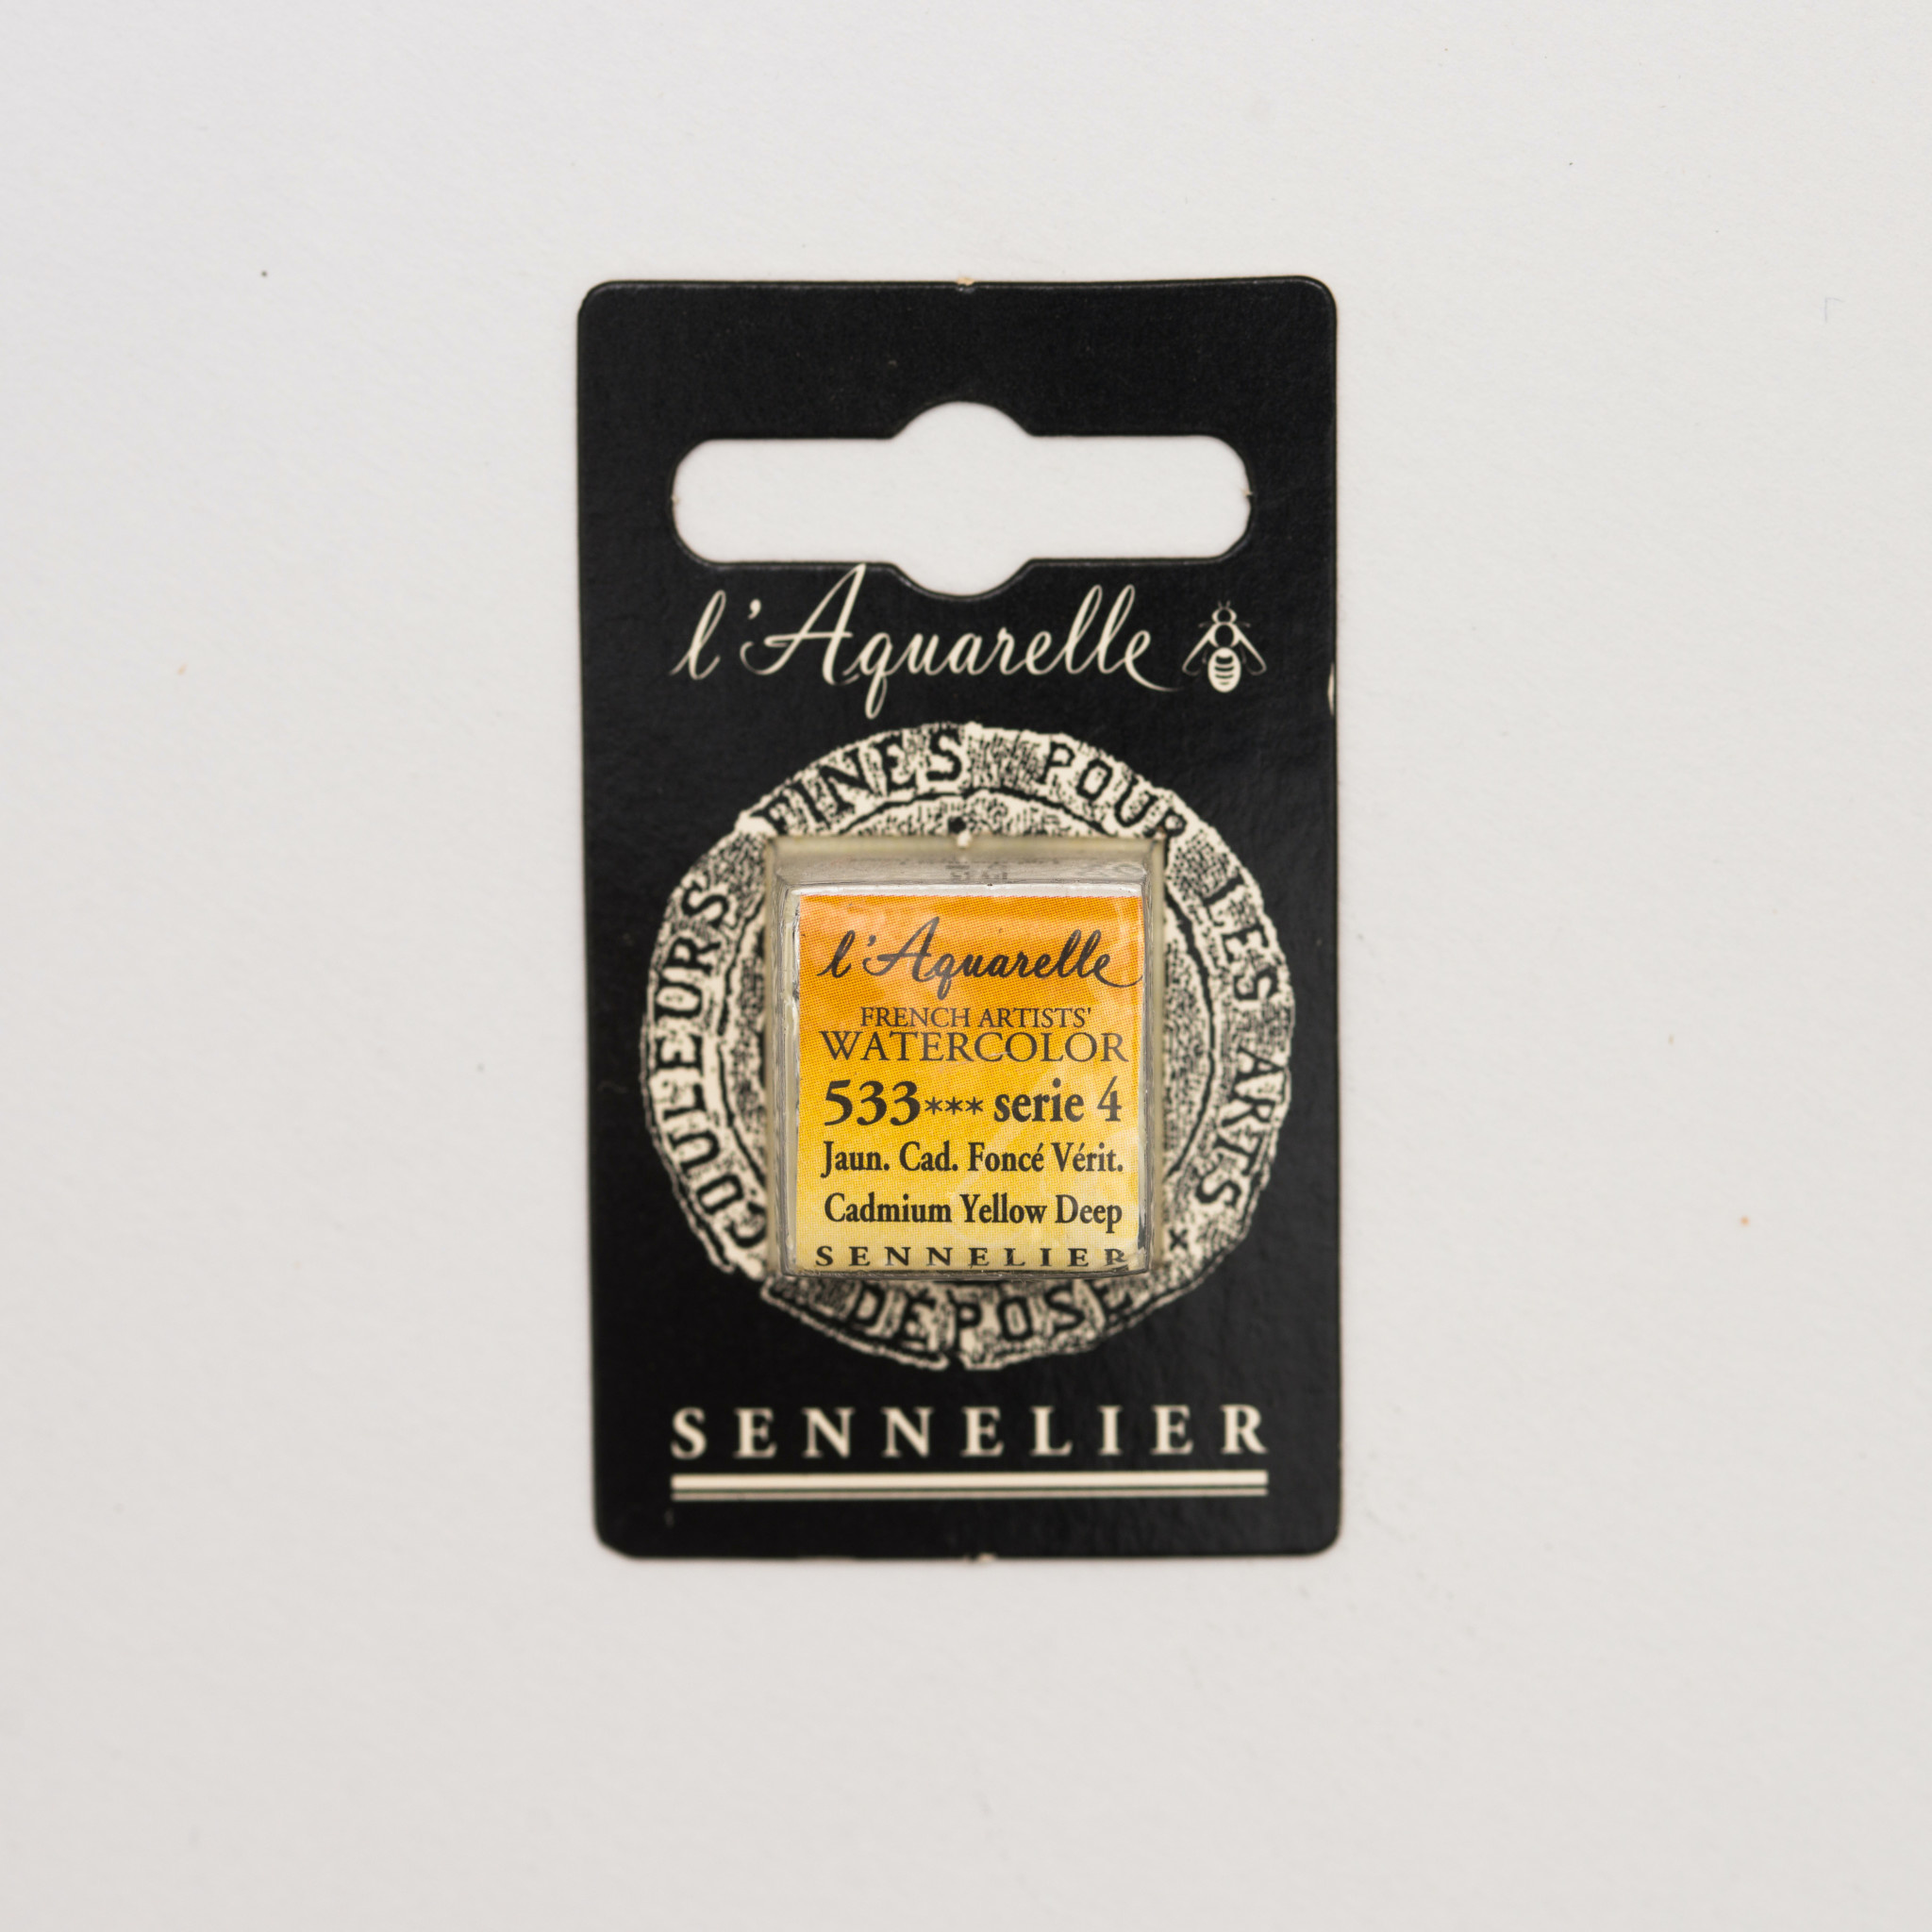 l'Aquarelle
COULEURS FINES POUR LES ARTS
l'Aquarelle
FRENCH ARTISTS'
WATERCOLOR
533*** serie 4
Jaun. Cad. Foncé Vérit.
Cadmium Yellow Deep
SENNELIER
DÉPOSÉ
SENNELIER